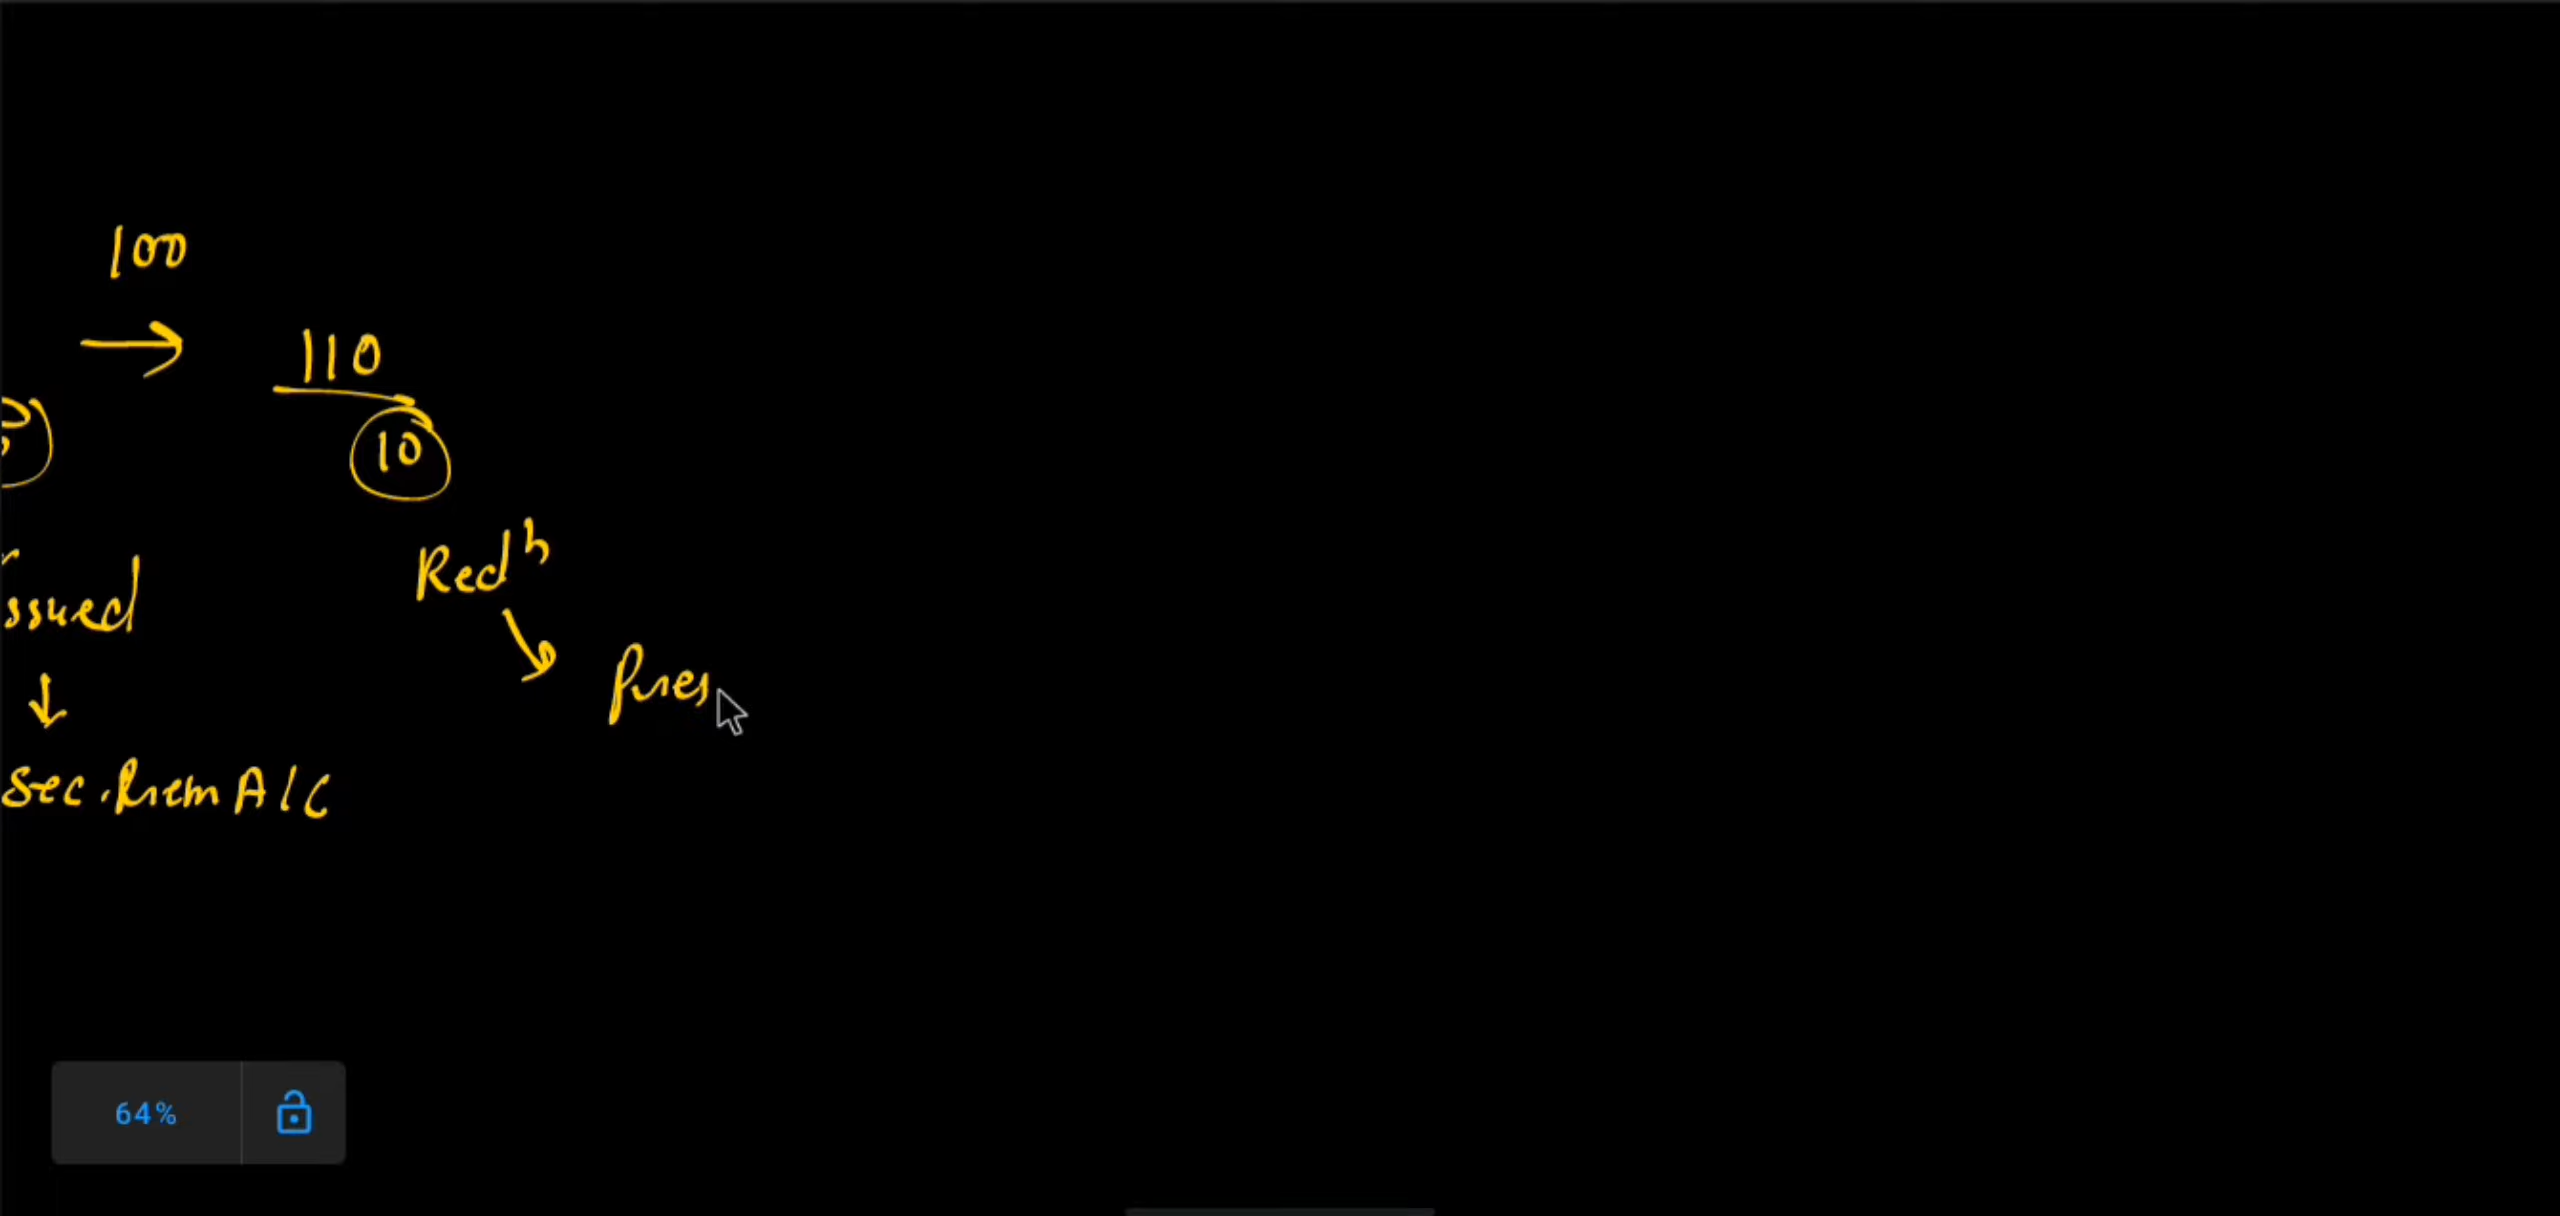 100
→ 110
10
Redⁿ
ssued
↓
Sec. Prem A/C
64%